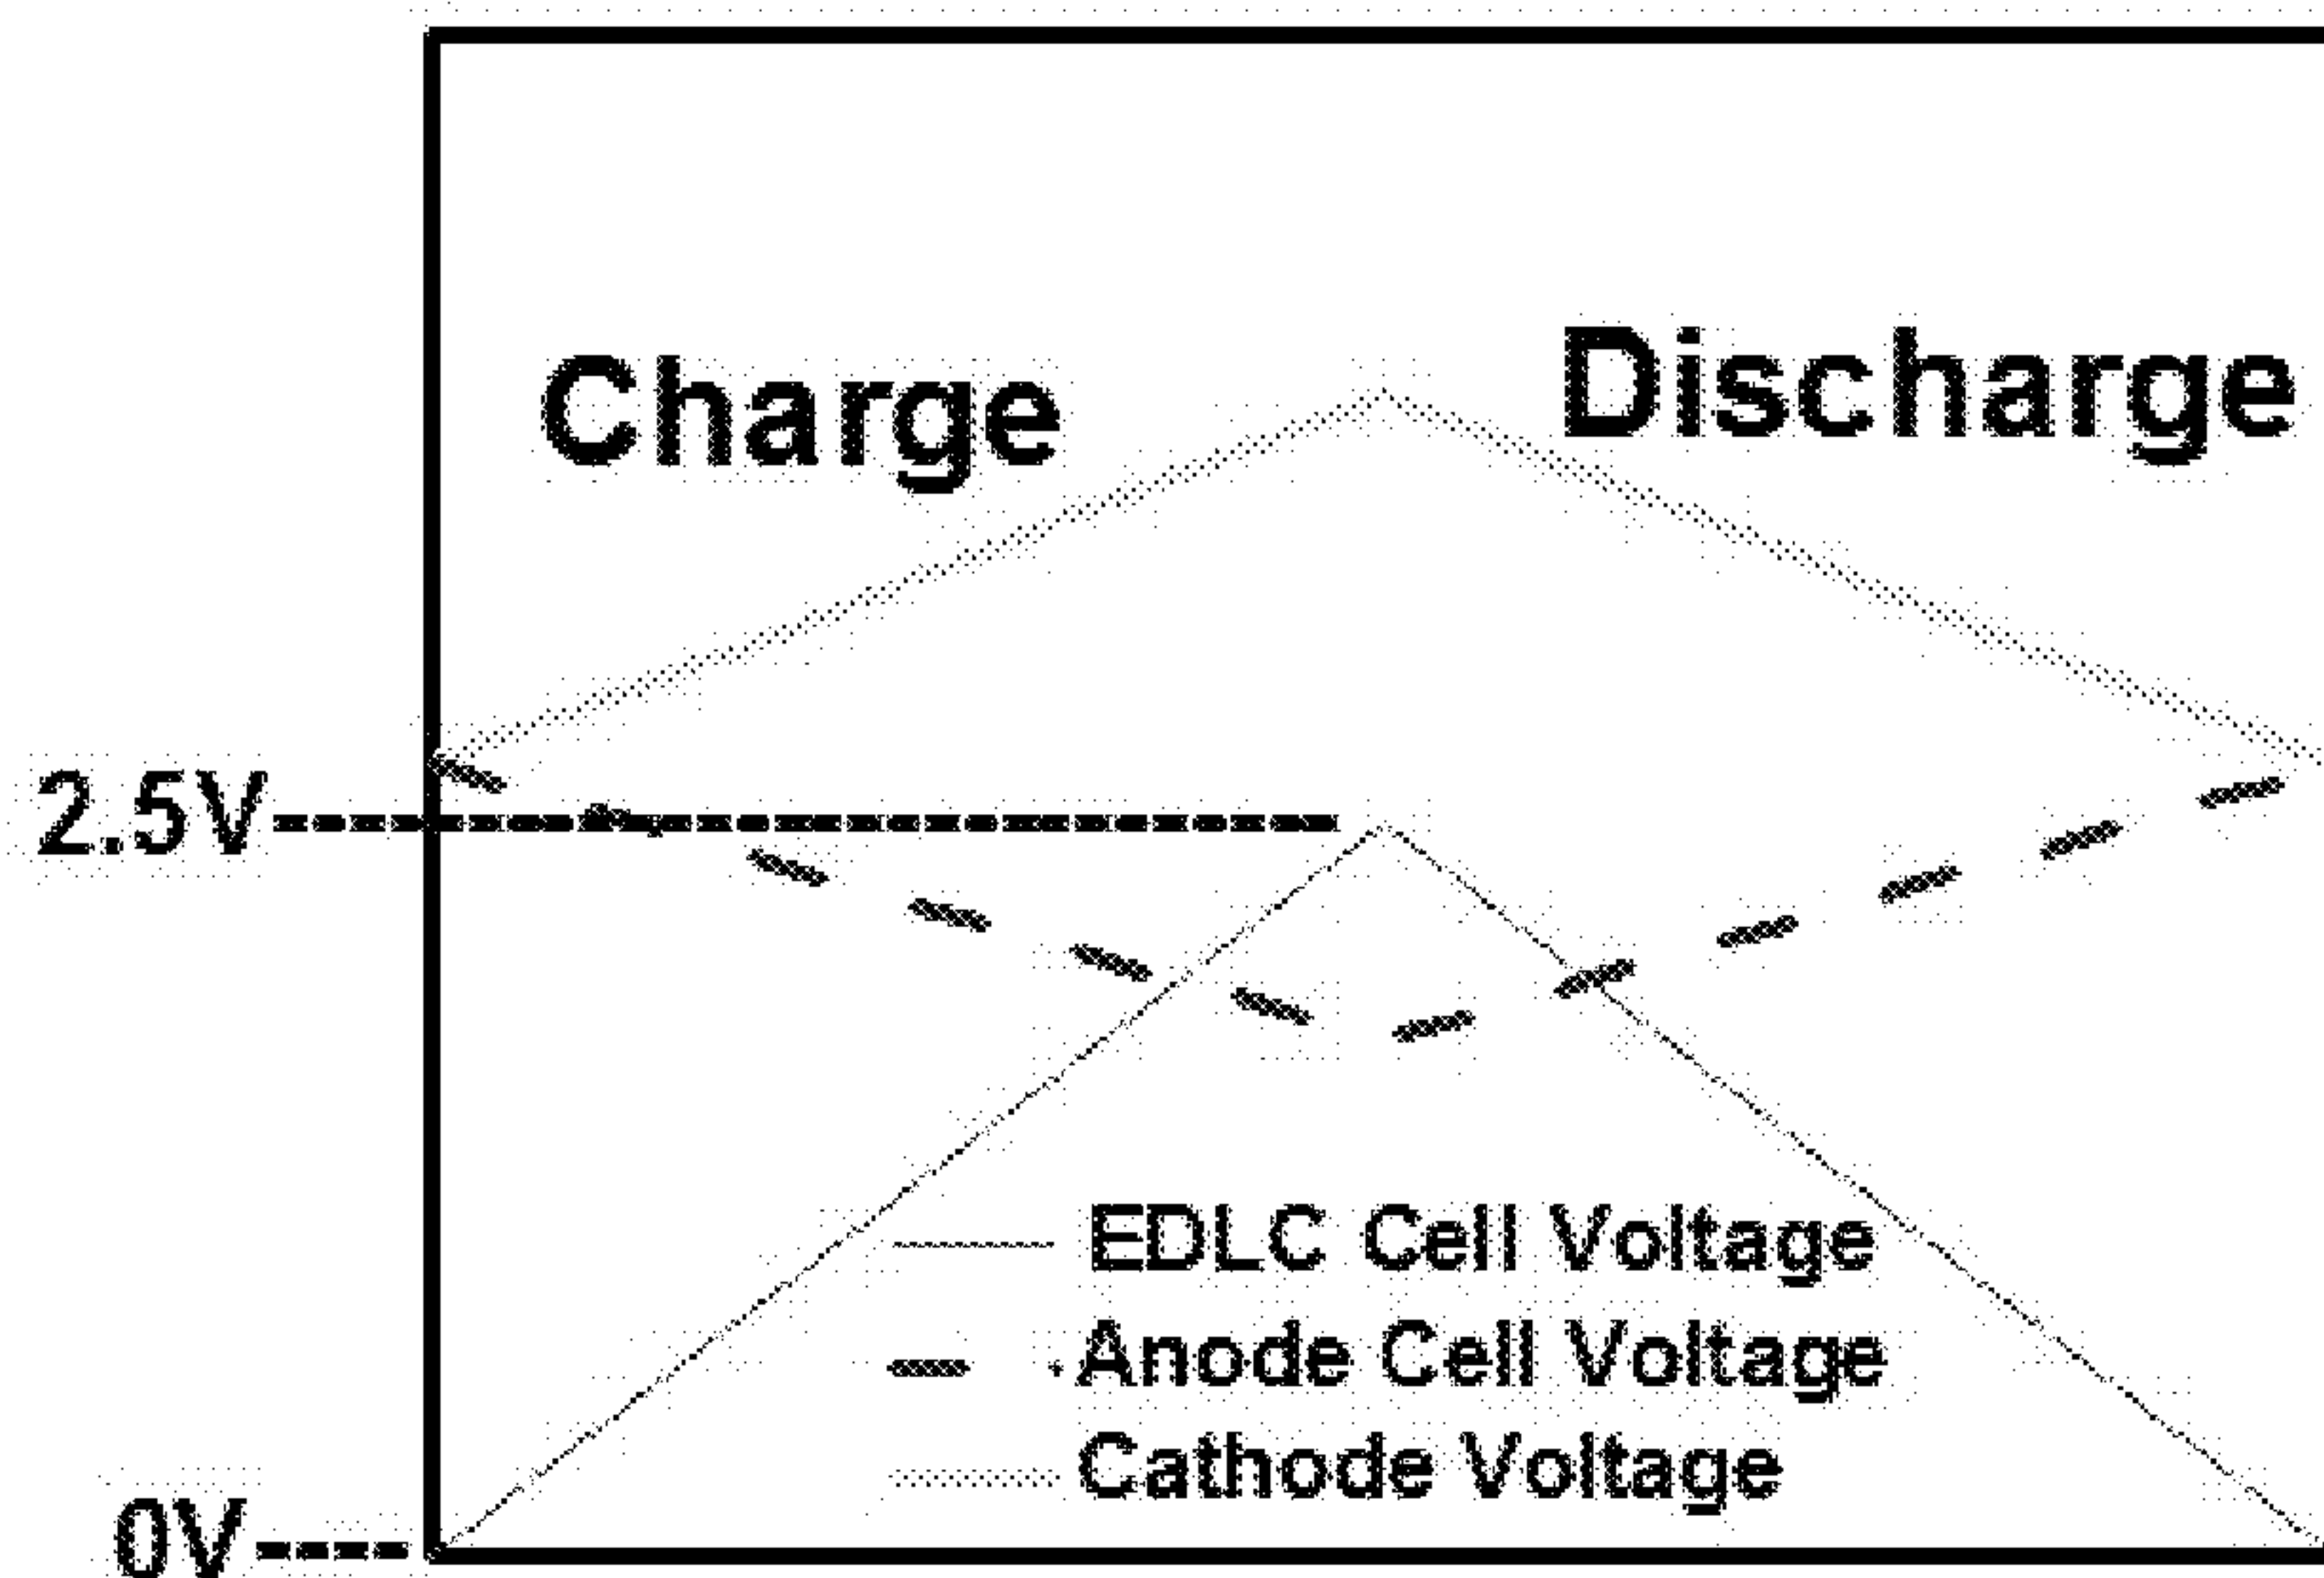 Charge
Discharge
2.5V
EDLC Cell Voltage
Anode Cell Voltage
Cathode Voltage
0V